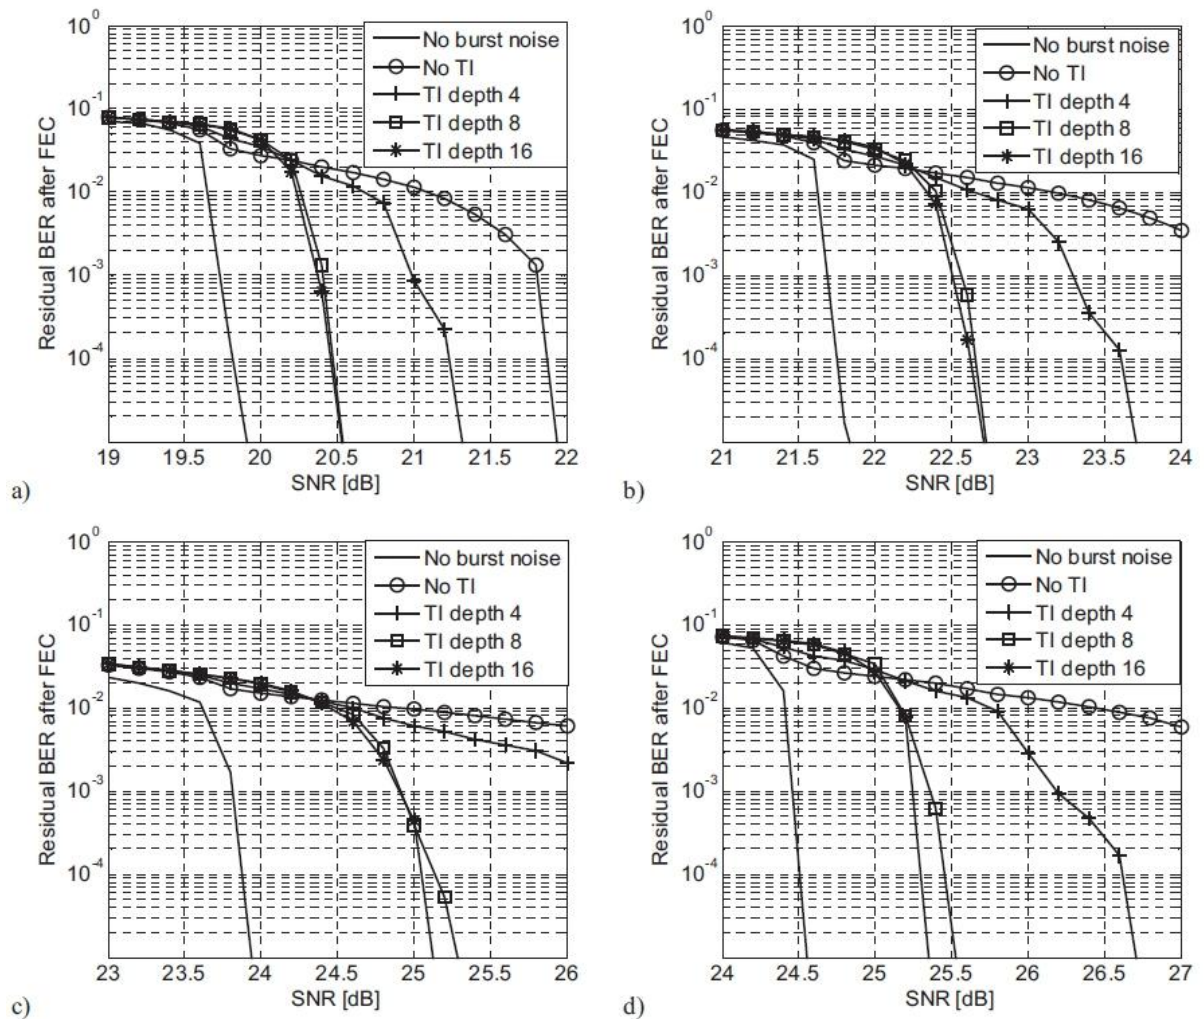 10^0
10^-1
10^-2
10^-3
10^-4
Residual BER after FEC
No burst noise
No TI
TI depth 4
TI depth 8
TI depth 16
19 19.5 20 20.5 21 21.5 22
SNR [dB]
a)
10^0
10^-1
10^-2
10^-3
10^-4
Residual BER after FEC
No burst noise
No TI
TI depth 4
TI depth 8
TI depth 16
21 21.5 22 22.5 23 23.5 24
SNR [dB]
b)
10^0
10^-1
10^-2
10^-3
10^-4
Residual BER after FEC
No burst noise
No TI
TI depth 4
TI depth 8
TI depth 16
23 23.5 24 24.5 25 25.5 26
SNR [dB]
c)
10^0
10^-1
10^-2
10^-3
10^-4
Residual BER after FEC
No burst noise
No TI
TI depth 4
TI depth 8
TI depth 16
24 24.5 25 25.5 26 26.5 27
SNR [dB]
d)